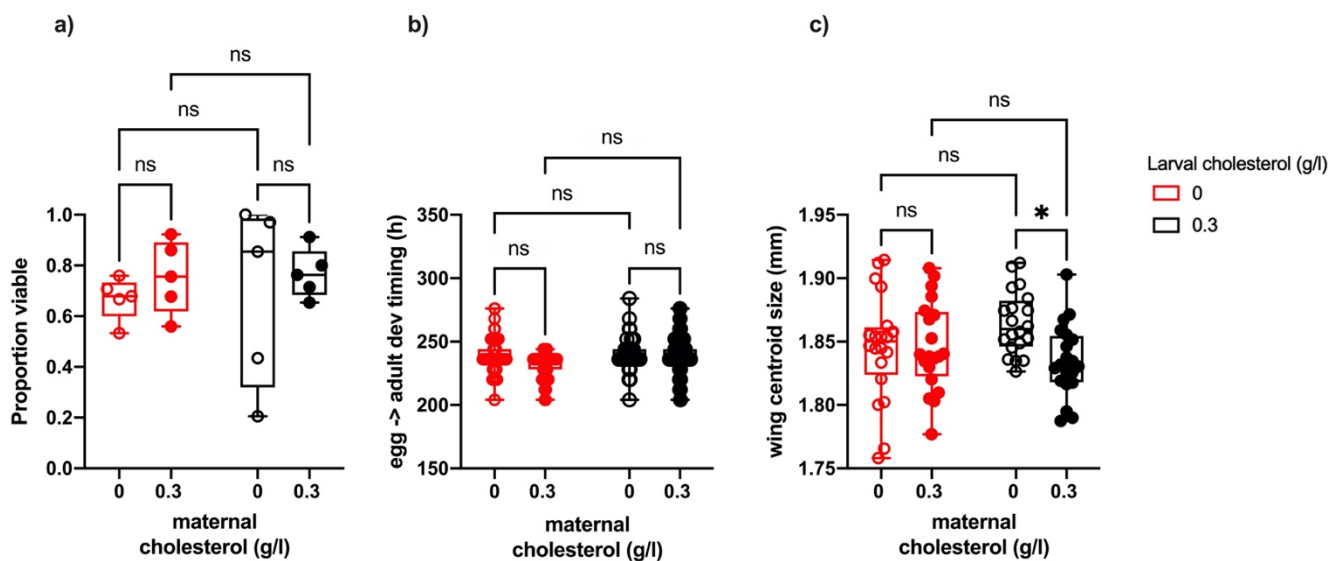 a)
ns
ns
ns
ns
Proportion viable
1.0
0.8
0.6
0.4
0.2
0.0
0
0.3
0
0.3
maternal
cholesterol (g/l)
b)
ns
ns
ns
ns
egg -> adult dev timing (h)
350
300
250
200
150
0
0.3
0
0.3
maternal
cholesterol (g/l)
c)
ns
ns
ns
*
wing centroid size (mm)
1.95
1.90
1.85
1.80
1.75
0
0.3
0
0.3
maternal
cholesterol (g/l)
Larval cholesterol (g/l)
0
0.3